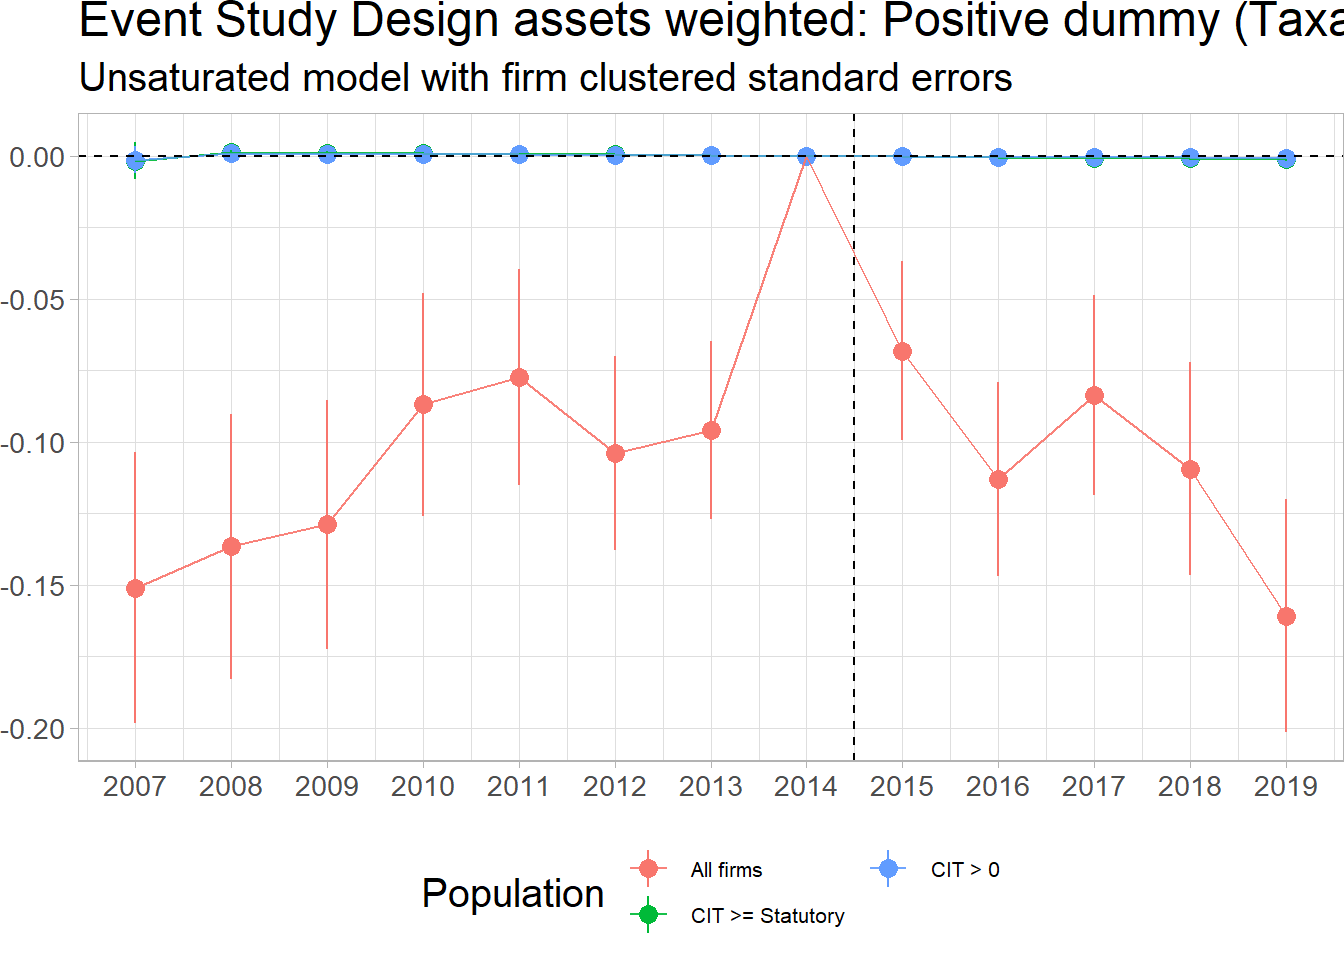 Event Study Design assets weighted: Positive dummy (Taxa
Unsaturated model with firm clustered standard errors
0.00
-0.05
-0.10
-0.15
-0.20
2007 2008 2009 2010 2011 2012 2013 2014 2015 2016 2017 2018 2019
Population
All firms
CIT >= Statutory
CIT > 0